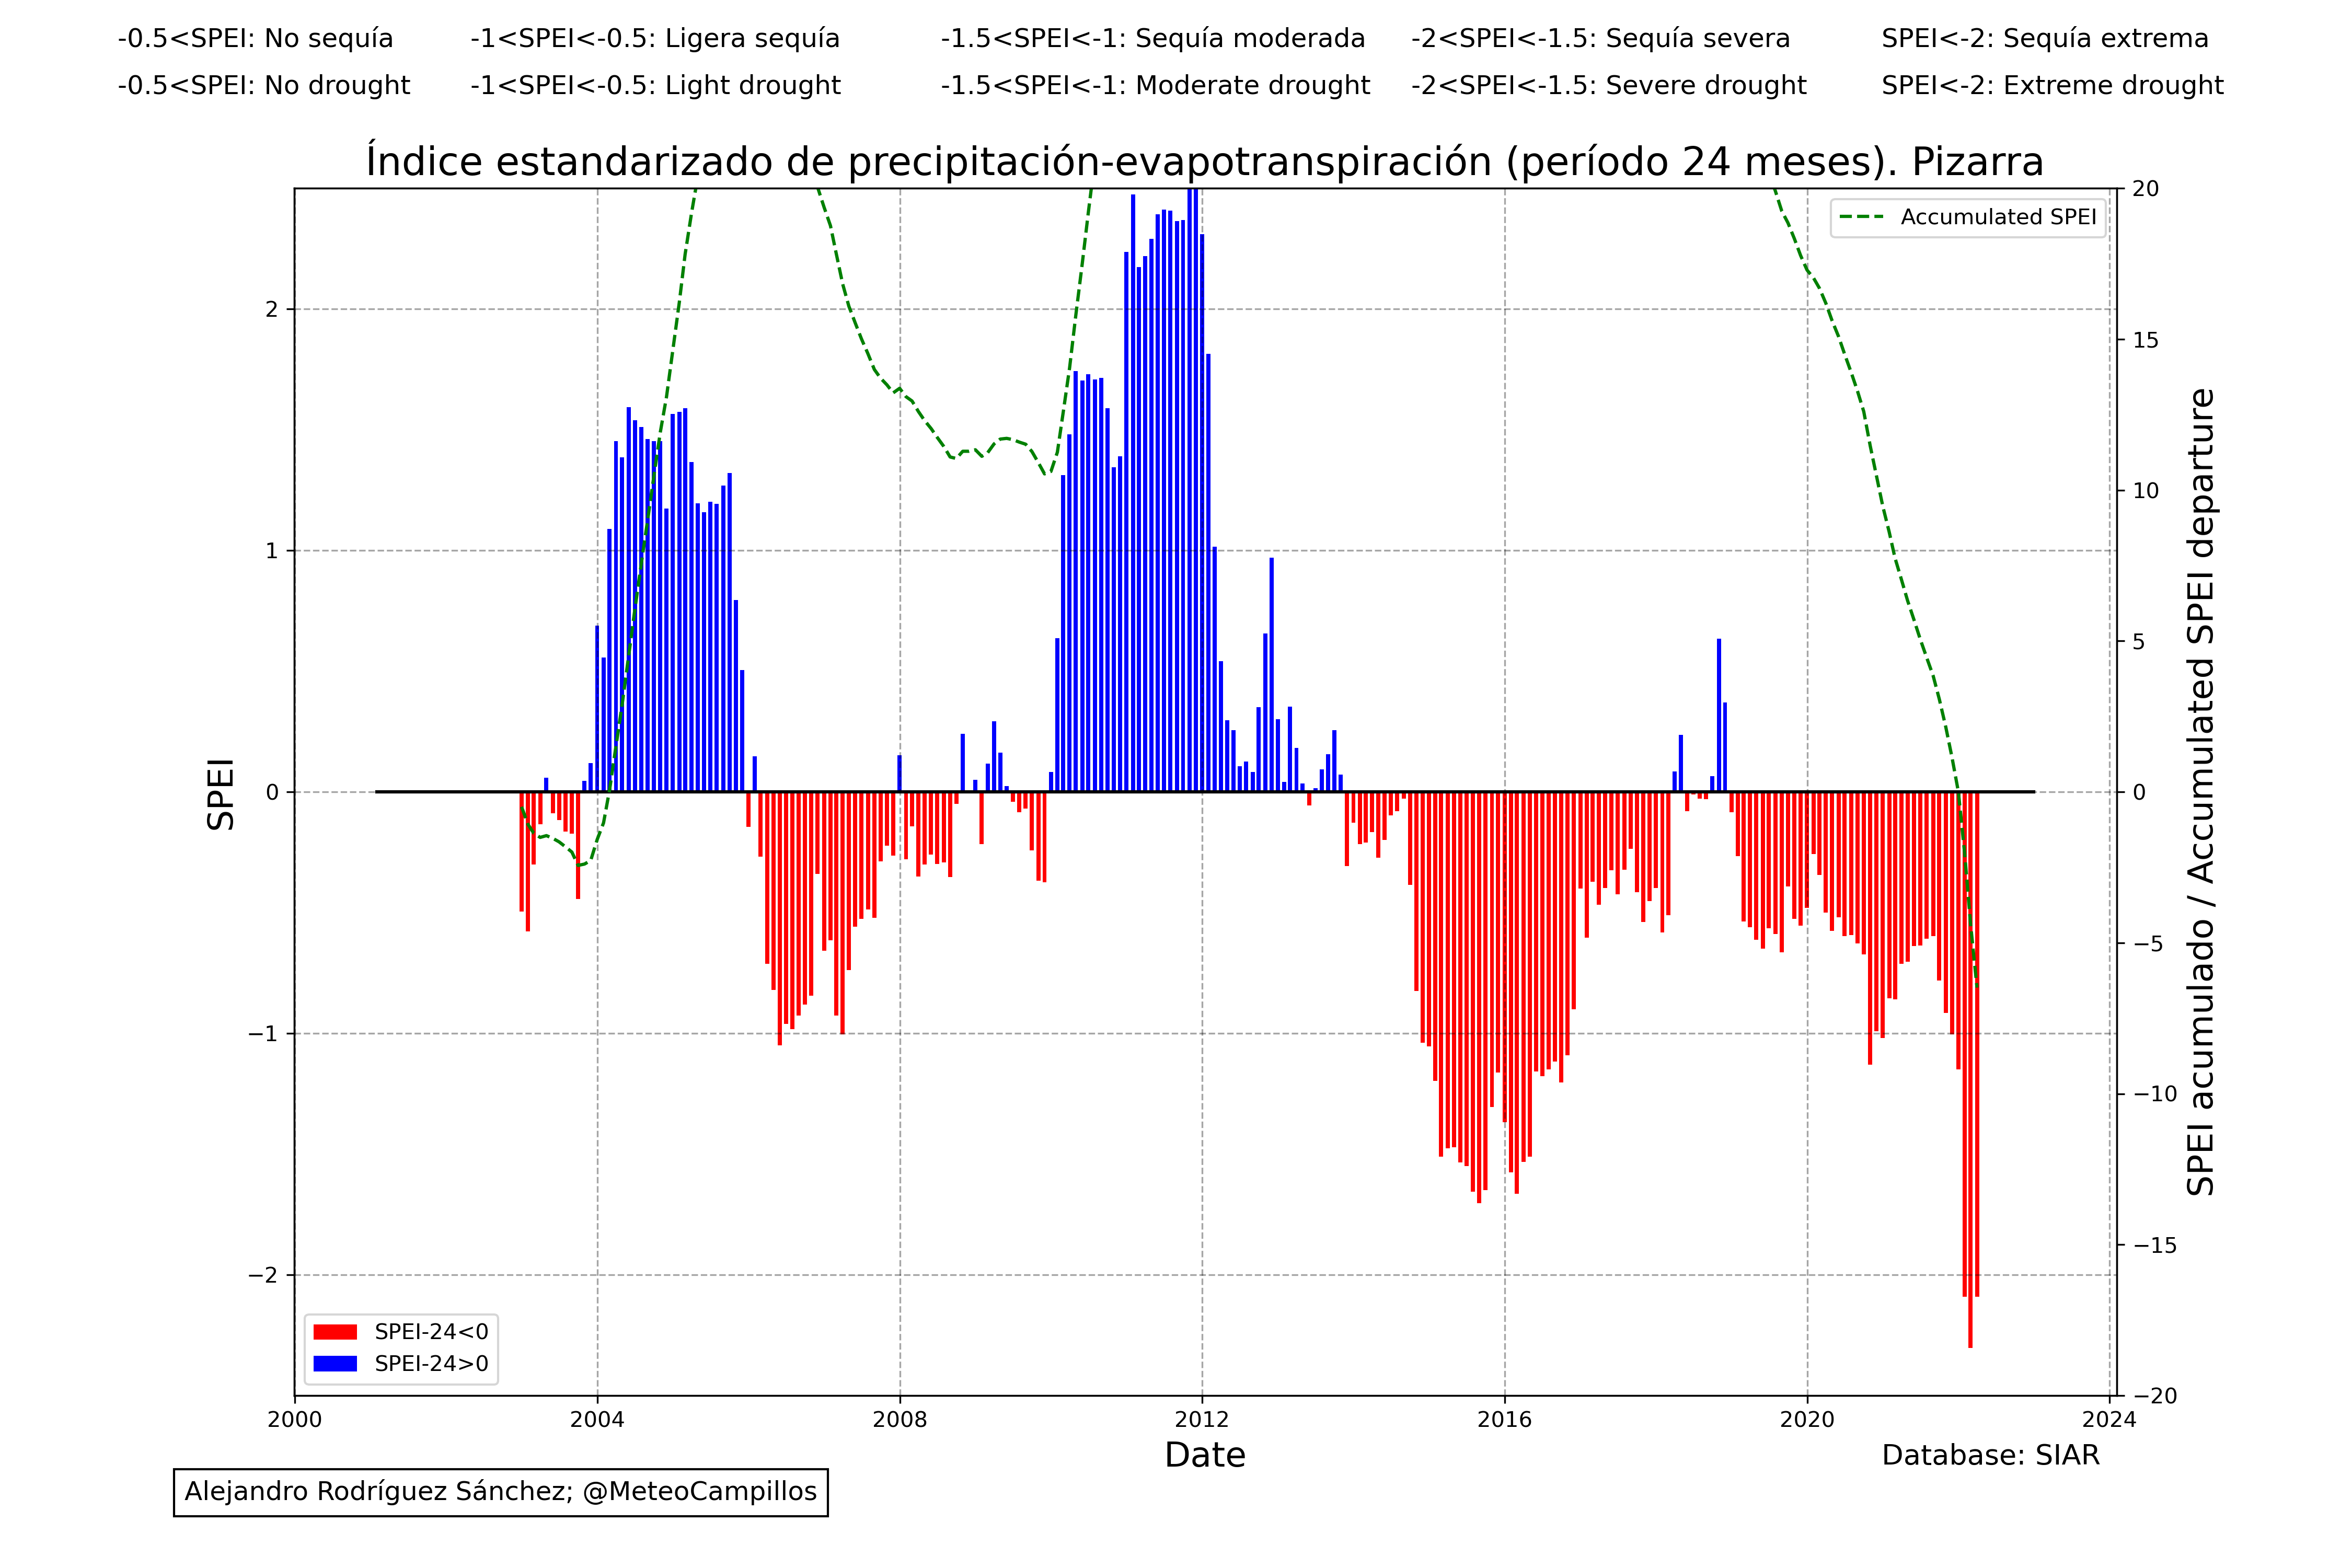 -0.5<SPEI: No sequía -1<SPEI<-0.5: Ligera sequía -1.5<SPEI<-1: Sequía moderada -2<SPEI<-1.5: Sequía severa SPEI<-2: Sequía extrema
-0.5<SPEI: No drought -1<SPEI<-0.5: Light drought -1.5<SPEI<-1: Moderate drought -2<SPEI<-1.5: Severe drought SPEI<-2: Extreme drought
Índice estandarizado de precipitación-evapotranspiración (período 24 meses). Pizarra
Accumulated SPEI
SPEI
2
1
0
−1
−2
20
15
10
5
0
−5
−10
−15
−20
SPEI acumulado / Accumulated SPEI departure
SPEI-24<0
SPEI-24>0
2000 2004 2008 2012 2016 2020 2024
Date
Database: SIAR
Alejandro Rodríguez Sánchez; @MeteoCampillos